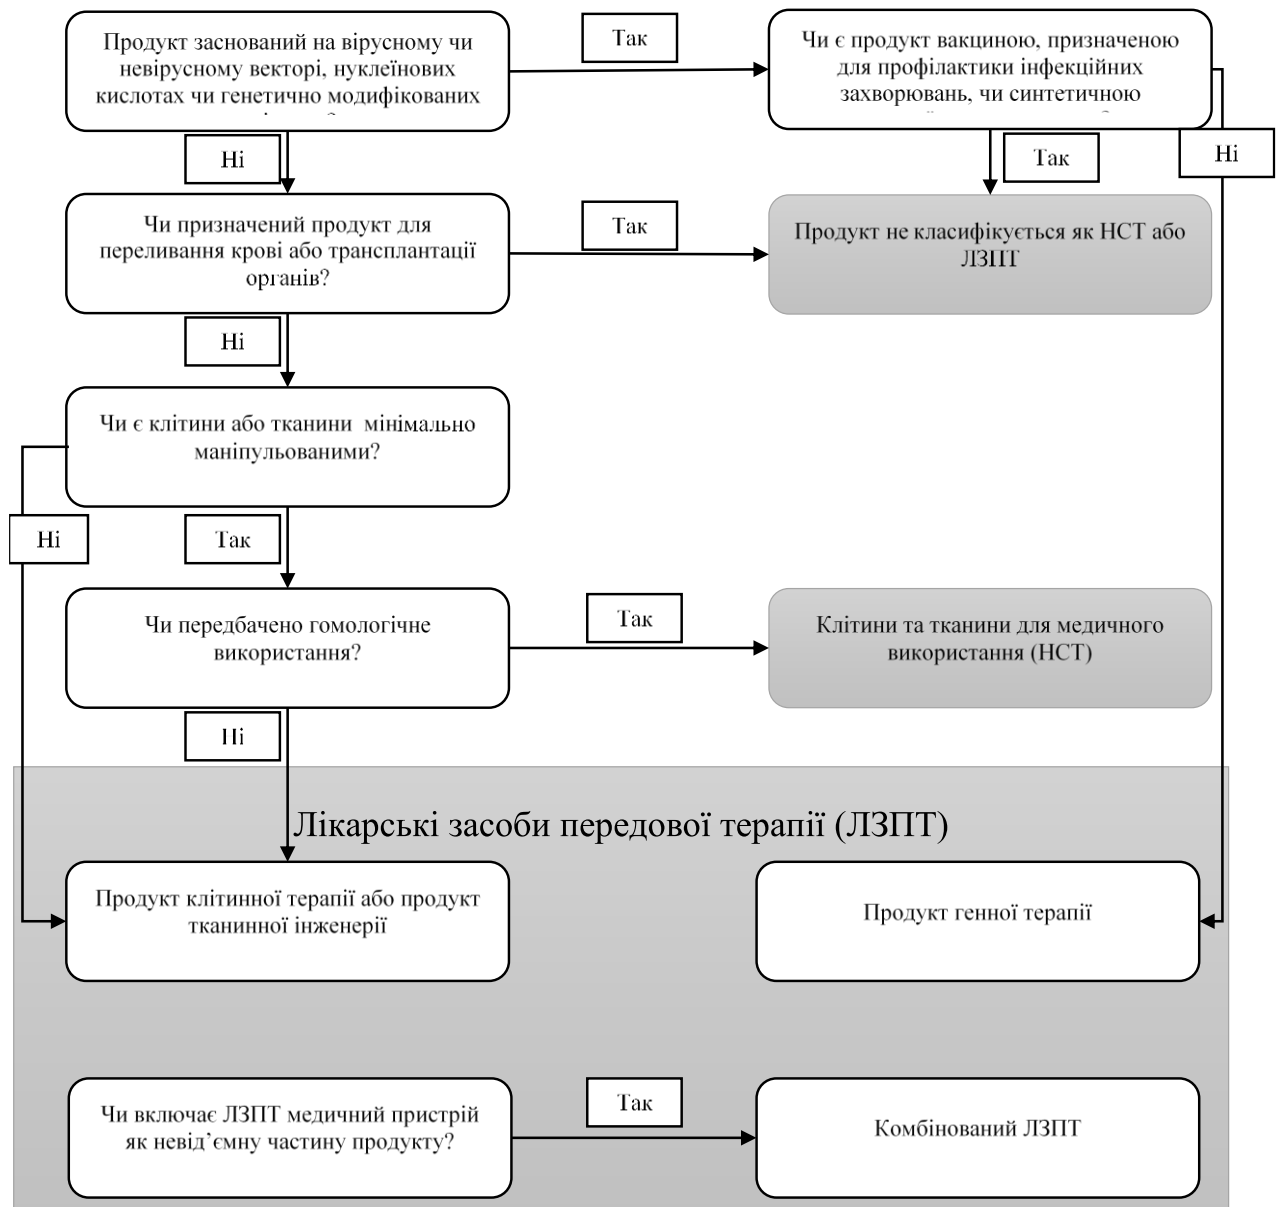 Продукт заснований на вірусному чи
невірусному векторі, нуклеїнових
кислотах чи генетично модифікованих
Так
Чи є продукт вакциною, призначеною
для профілактики інфекційних
захворювань, чи синтетичною
Ні
Так
Ні
Чи призначений продукт для
переливання крові або трансплантації
органів?
Так
Продукт не класифікується як НСТ або
ЛЗПТ
Ні
Чи є клітини або тканини мінімально
маніпульованими?
Ні
Так
Чи передбачено гомологічне
використання?
Так
Клітини та тканини для медичного
використання (НСТ)
Ні
Лікарські засоби передової терапії (ЛЗПТ)
Продукт клітинної терапії або продукт
тканинної інженерії
Продукт генної терапії
Чи включає ЛЗПТ медичний пристрій
як невід’ємну частину продукту?
Так
Комбінований ЛЗПТ